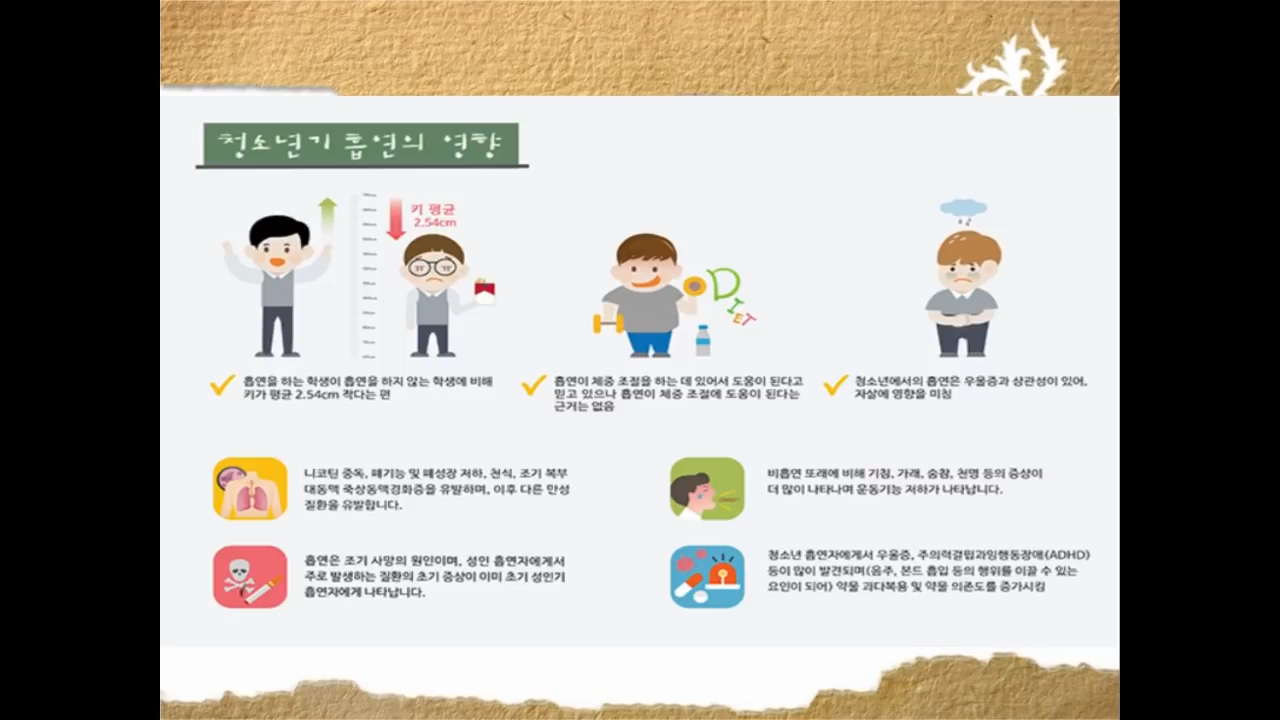 청소년기 흡연의 영향
키 평균
2.54cm
DIET
흡연을 하는 학생이 흡연을 하지 않는 학생에 비해
키가 평균 2.54cm 작다는 편
흡연이 체중 조절을 하는 데 있어서 도움이 된다고
믿고 있으나 흡연이 체중 조절에 도움이 된다는
근거는 없음
청소년에서의 흡연은 우울증과 상관성이 있어,
자살에 영향을 미침
니코틴 중독, 폐기능 및 폐성장 저하, 천식, 조기 복부
대동맥 죽상동맥경화증을 유발하며, 이후 다른 만성
질환을 유발합니다.
비흡연 또래에 비해 기침, 가래, 숨참, 천명 등의 증상이
더 많이 나타나며 운동기능 저하가 나타납니다.
흡연은 조기 사망의 원인이며, 성인 흡연자에게서
주로 발생하는 질환의 초기 증상이 이미 초기 성인기
흡연자에게 나타납니다.
청소년 흡연자에게서 우울증, 주의력결핍과잉행동장애(ADHD)
등이 많이 발견되며(음주, 본드 흡입 등의 행위를 이끌 수 있는
요인이 되어) 약물 과다복용 및 약물 의존도를 증가시킴